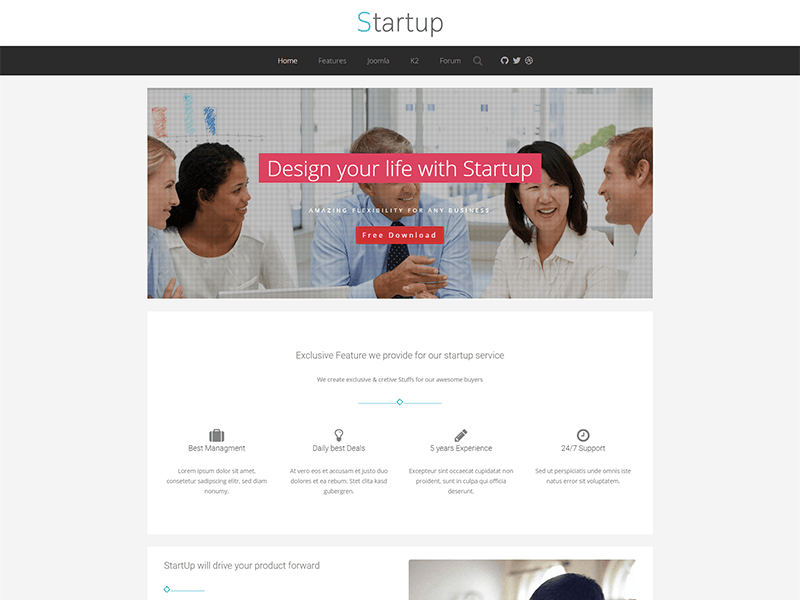 Startup
Home Features Joomla K2 Forum
Design your life with Startup
AMAZING FLEXIBILITY FOR ANY BUSINESS
Free Download
Exclusive Feature we provide for our startup service
We create exclusive & cretive Stuffs for our awesome buyers
Best Managment
Daily best Deals
5 years Experience
24/7 Support
Lorem ipsum dolor sit amet,
consetetur sadipscing elitr, sed diam
nonumy.
At vero eos et accusam et justo duo
dolores et ea rebum. Stet clita kasd
gubergren.
Excepteur sint occaecat cupidatat non
proident, sunt in culpa qui officia
deserunt.
Sed ut perspiciatis unde omnis iste
natus error sit voluptatem.
StartUp will drive your product forward